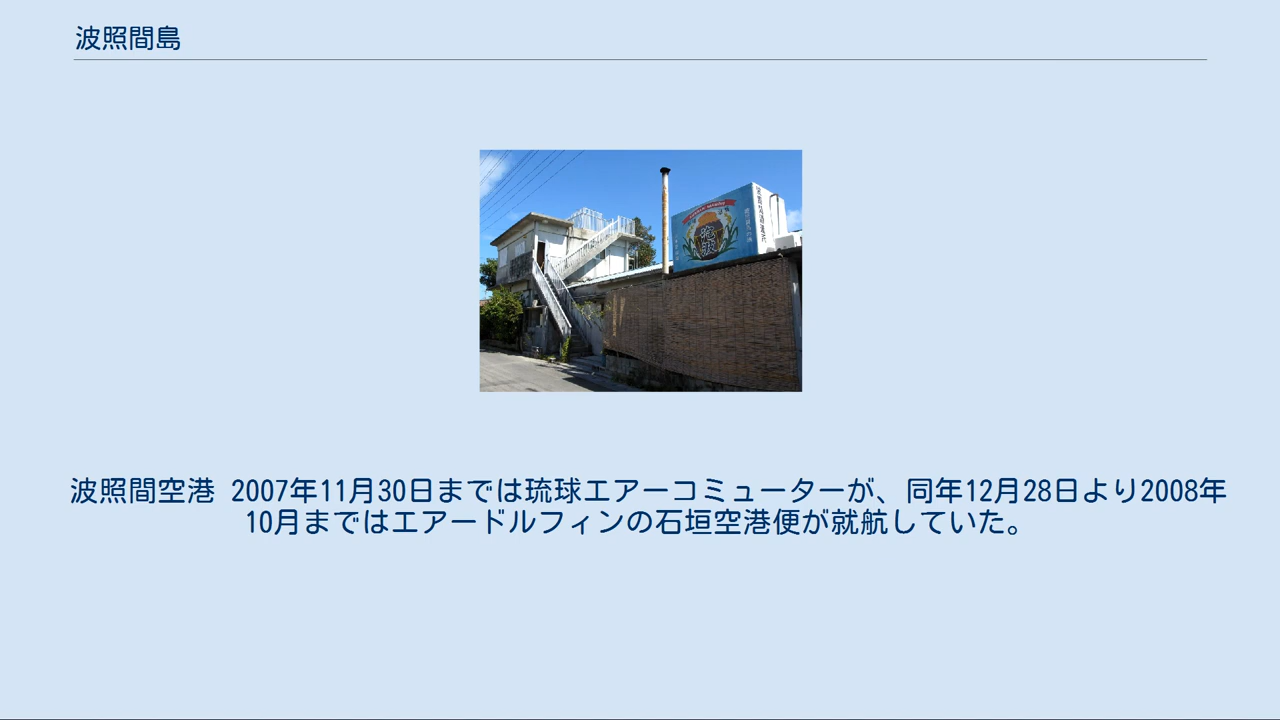 波照間島
泡波
波照間空港 2007年11月30日までは琉球エアーコミューターが、同年12月28日より2008年
10月まではエアードルフィンの石垣空港便が就航していた。